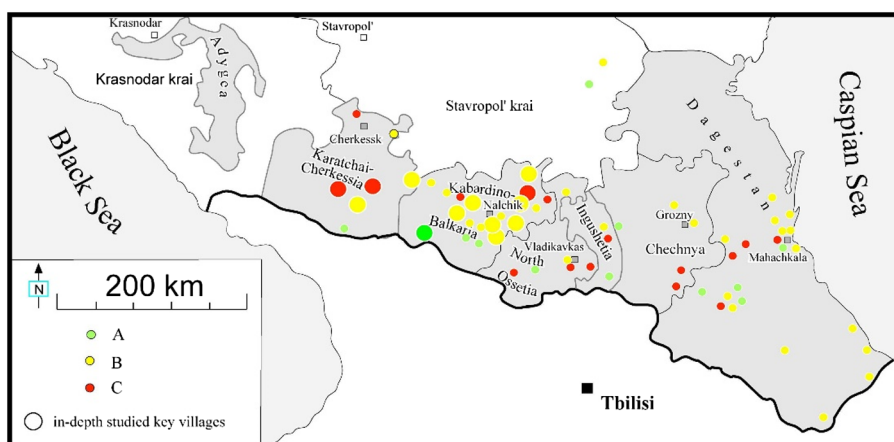 Krasnodar
Stavropol'
Adygea
Krasnodar krai
Stavropol' krai
Dagestan
Caspian Sea
Black Sea
Cherkessk
Karatchai-
Cherkessia
Kabardino-
Nalchik
Balkaria
Ingushetia
Grozny
Vladikavkas
Chechnya
Mahachkala
North
Ossetia
N
200 km
A
B
C
in-depth studied key villages
Tbilisi